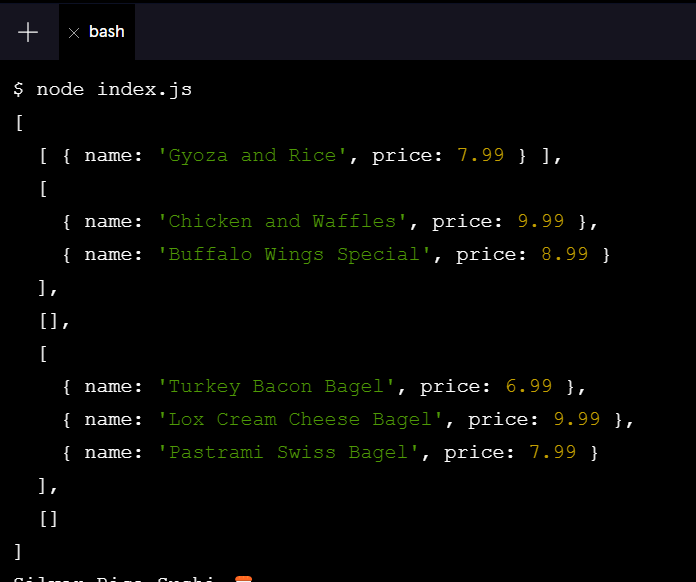 bash
$ node index.js
[
[ { name: 'Gyoza and Rice', price: 7.99 } ],
[
{ name: 'Chicken and Waffles', price: 9.99 },
{ name: 'Buffalo Wings Special', price: 8.99 }
],
[],
[
{ name: 'Turkey Bacon Bagel', price: 6.99 },
{ name: 'Lox Cream Cheese Bagel', price: 9.99 },
{ name: 'Pastrami Swiss Bagel', price: 7.99 }
],
[]
]